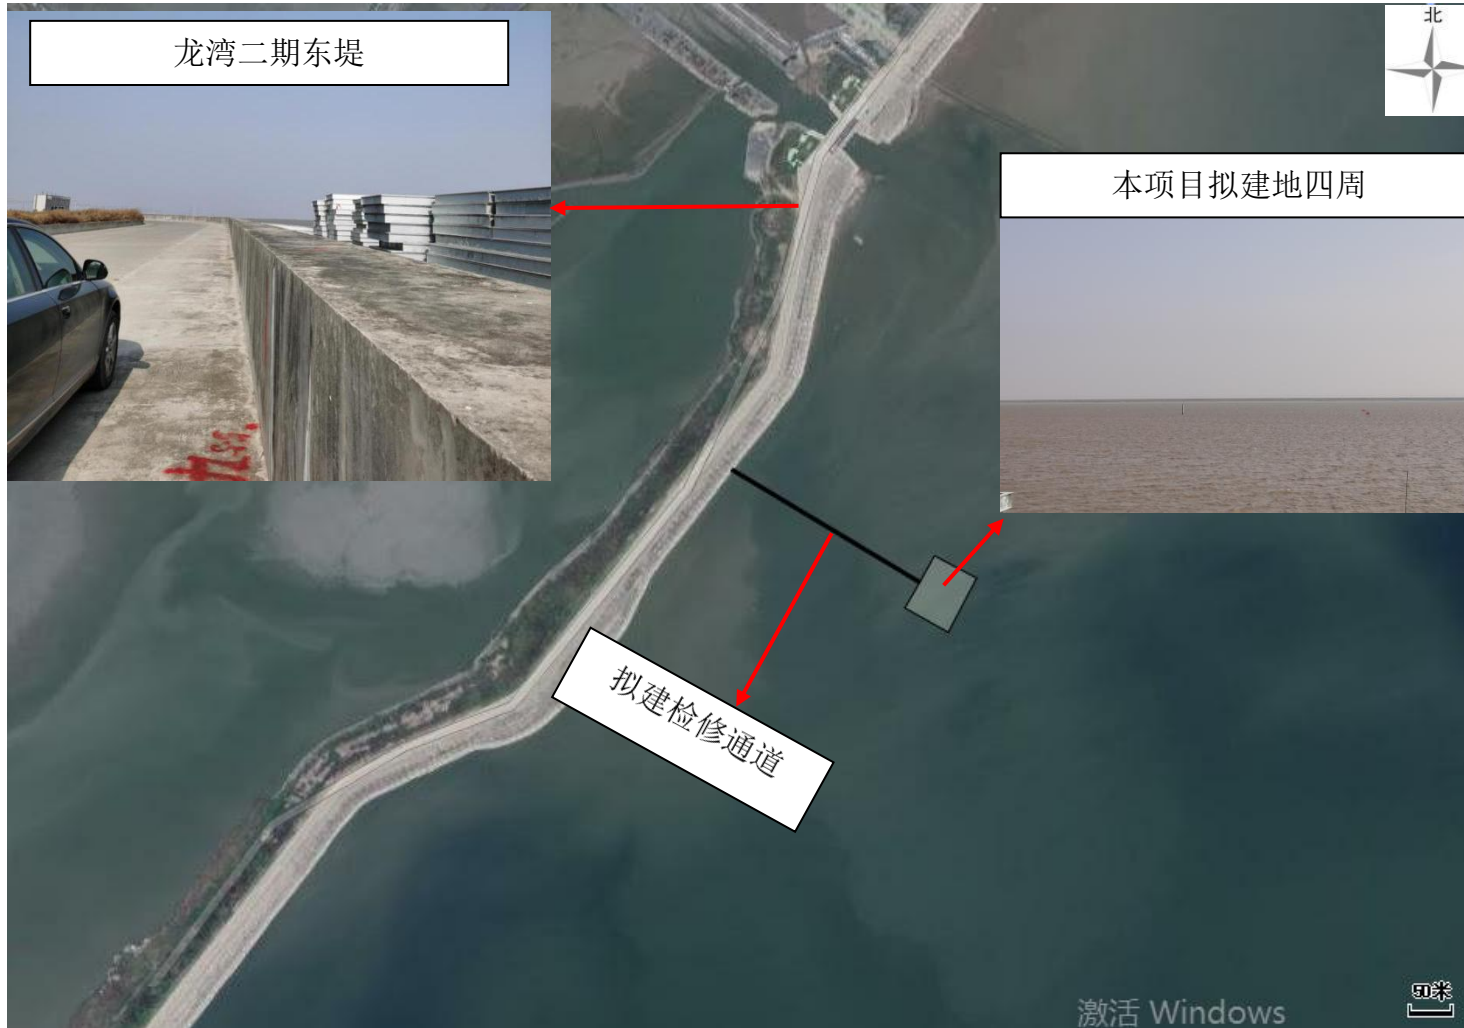 龙湾二期东堤
北
本项目拟建地四周
拟建检修通道
50米
激活 Windows